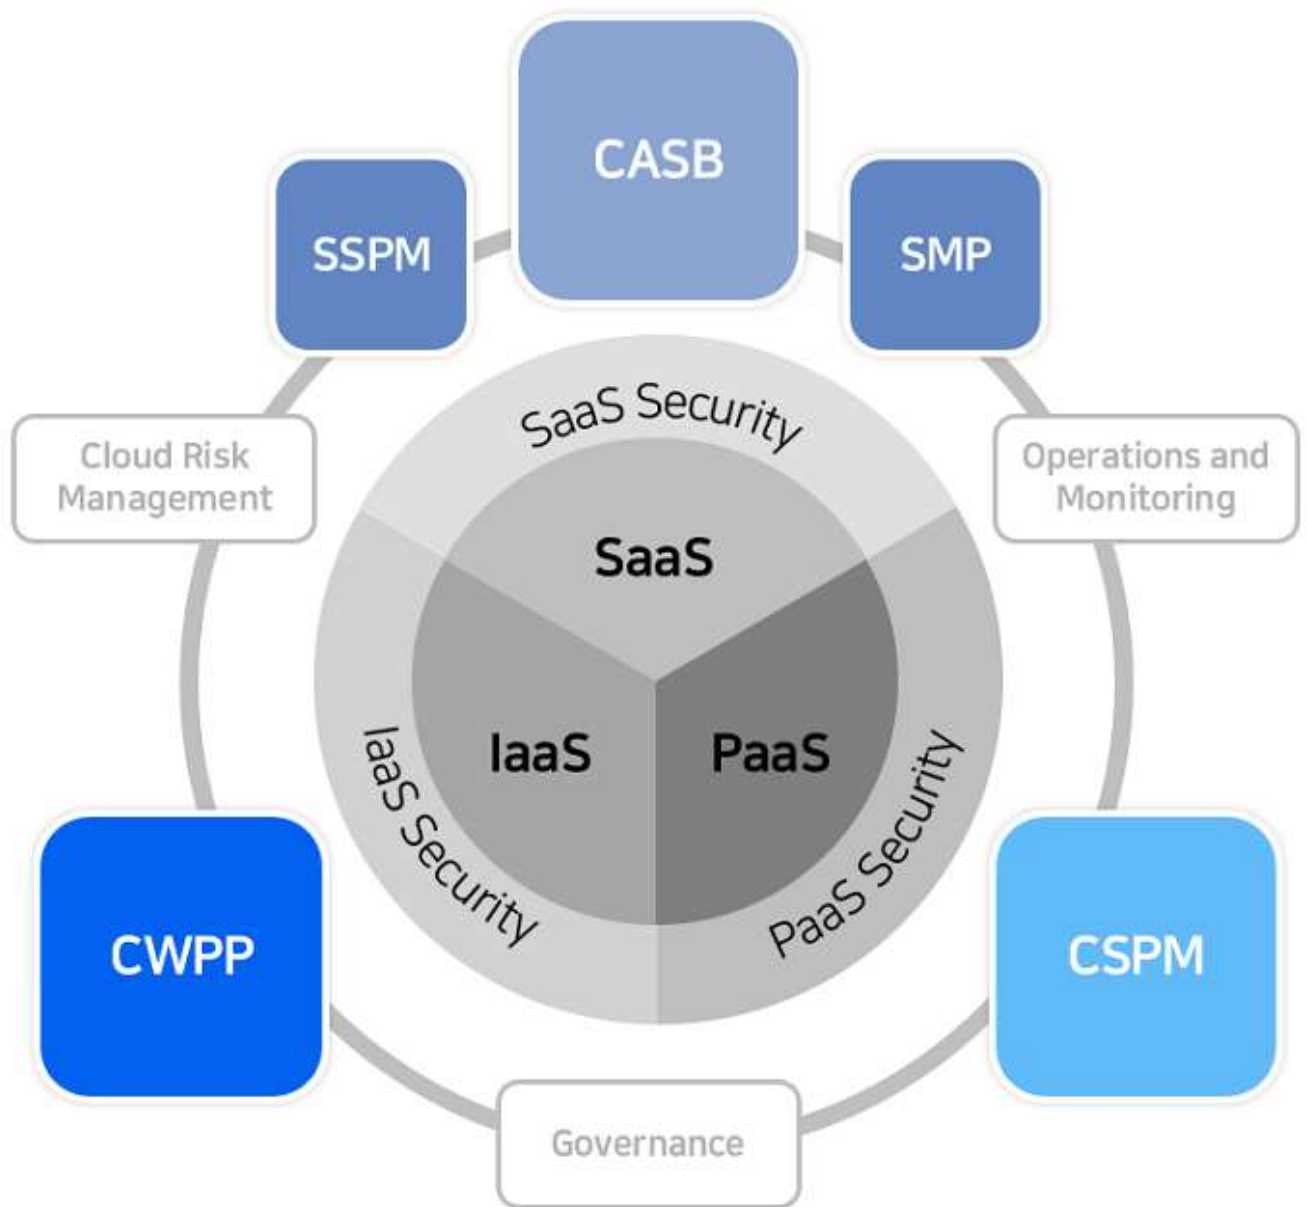 CASB
SSPM
SMP
SaaS Security
Cloud Risk
Management
Operations and
Monitoring
SaaS
IaaS
PaaS
IaaS Security
PaaS Security
CWPP
CSPM
Governance